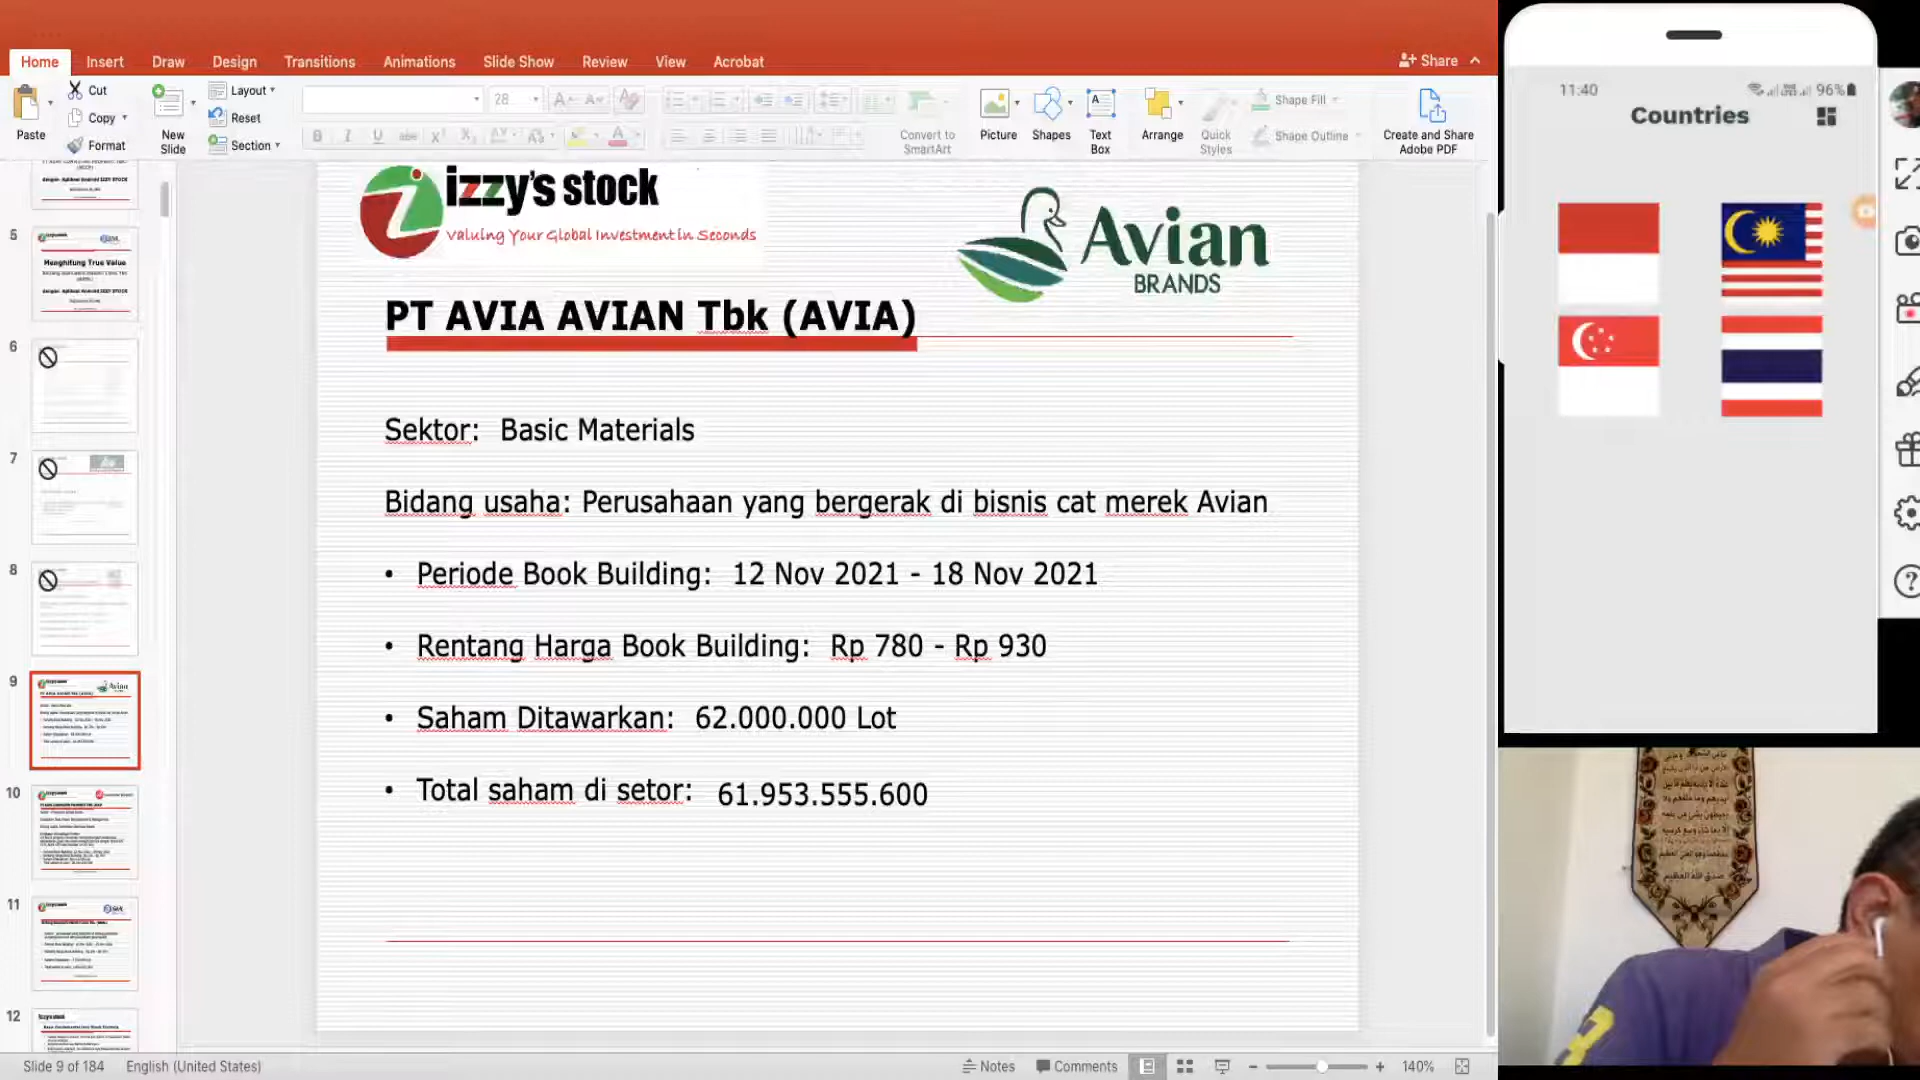 Home Insert Draw Design Transitions Animations Slide Show Review View Acrobat Share
Paste
Cut
Copy
Format
New
Slide
Layout
Reset
Section
28
Convert to
SmartArt
Picture
Shapes
Text
Box
Arrange
Quick
Styles
Shape Fill
Shape Outline
Create and Share
Adobe PDF
5
Menghitung True Value
6
7
8
9
10
11
12
izzy's stock
Valuing Your Global Investment in Seconds
Avian
BRANDS
PT AVIA AVIAN Tbk (AVIA)
Sektor: Basic Materials
Bidang usaha: Perusahaan yang bergerak di bisnis cat merek Avian
• Periode Book Building: 12 Nov 2021 - 18 Nov 2021
• Rentang Harga Book Building: Rp 780 - Rp 930
• Saham Ditawarkan: 62.000.000 Lot
• Total saham di setor: 61.953.555.600
Slide 9 of 184 English (United States)
Notes Comments 140%
11:40 96%
Countries